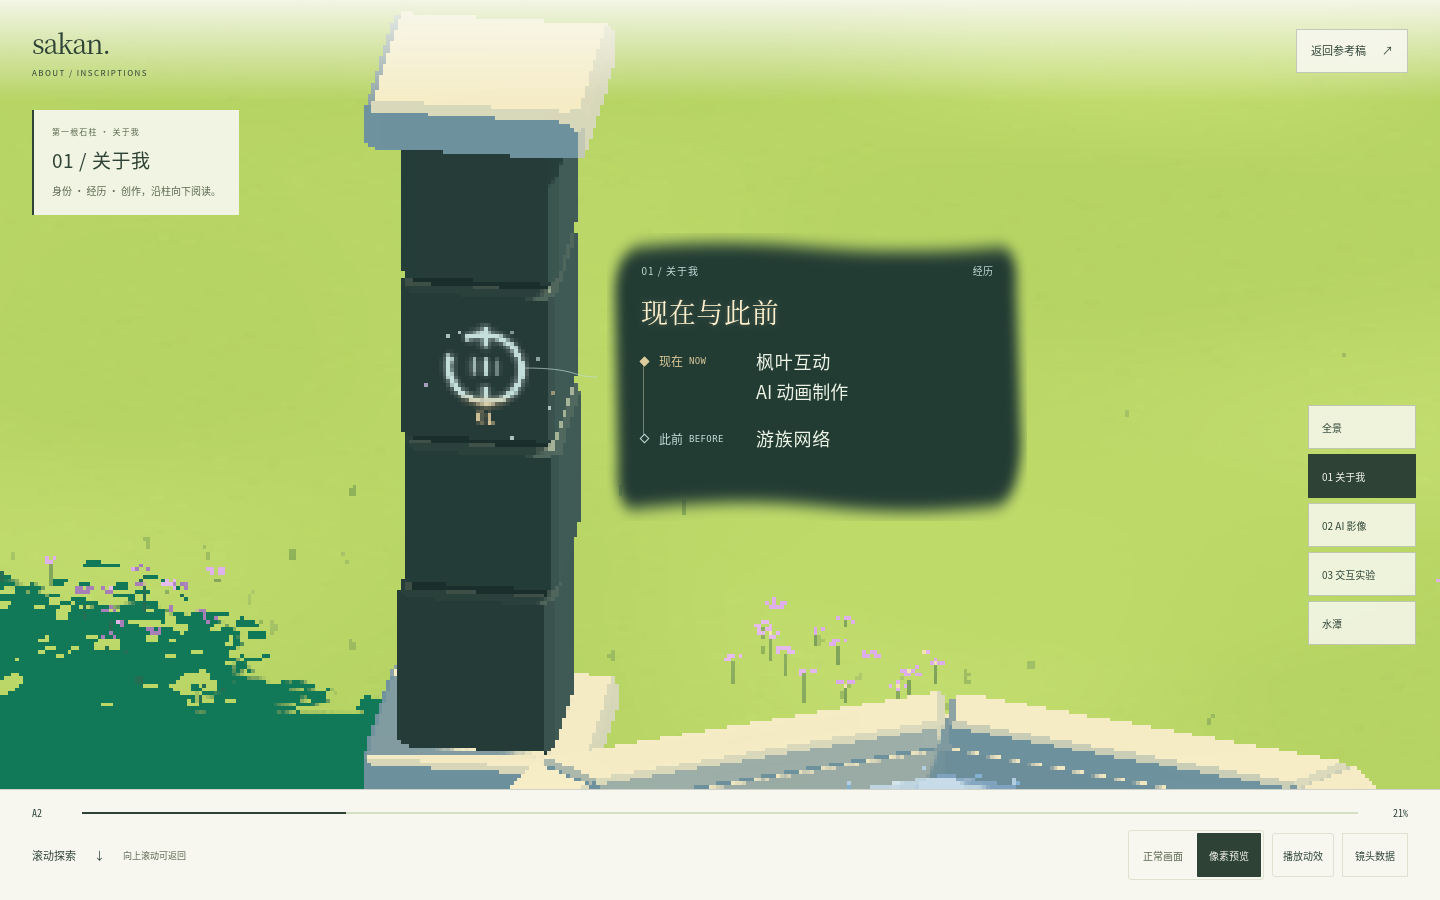 sakan.
ABOUT / INSCRIPTIONS
返回参考稿 ↗
第一根石柱 · 关于我
01 / 关于我
身份 · 经历 · 创作，沿柱向下阅读。
01 / 关于我 经历
现在与此前
现在 NOW 枫叶互动
AI 动画制作
此前 BEFORE 游族网络
全景
01 关于我
02 AI 影像
03 交互实验
水潭
A2 21%
滚动探索 ↓ 向上滚动可返回
正常画面 像素预览 播放动效 镜头数据